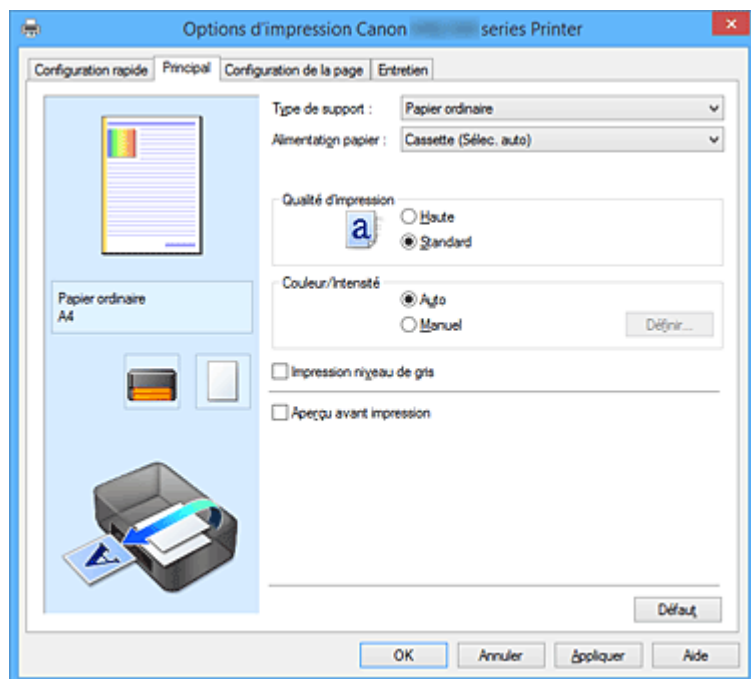 Options d'impression Canon series Printer
Configuration rapide Principal Configuration de la page Entretien
Type de support : Papier ordinaire
Alimentation papier : Cassette (Sélec. auto)
Qualité d'impression
Haute
a
Standard
Couleur/Intensité
Papier ordinaire
A4
Auto
Manuel Définir...
Impression niveau de gris
Aperçu avant impression
A
Défaut
OK Annuler Appliquer Aide